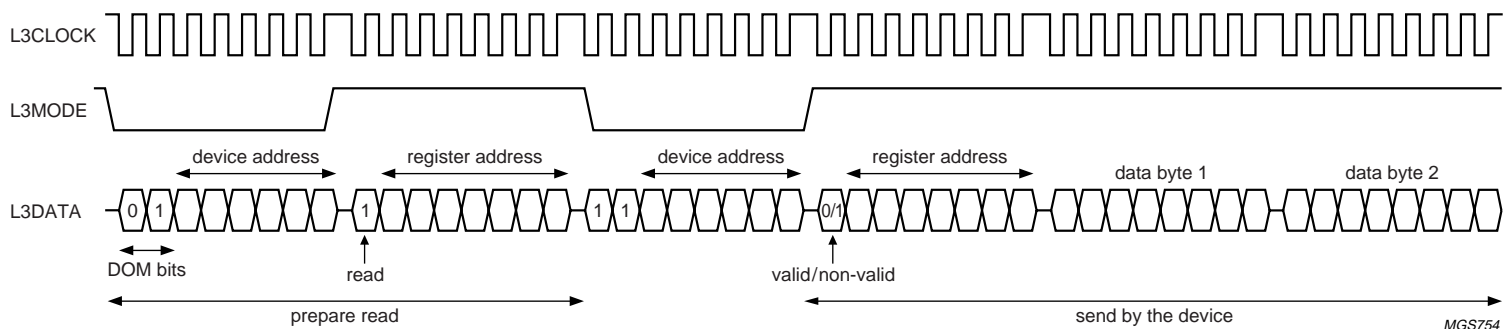 L3CLOCK
L3MODE
device address register address device address register address data byte 1 data byte 2
L3DATA 0 1 1 1 1 0/1
DOM bits read valid/non-valid
prepare read send by the device
MGS754